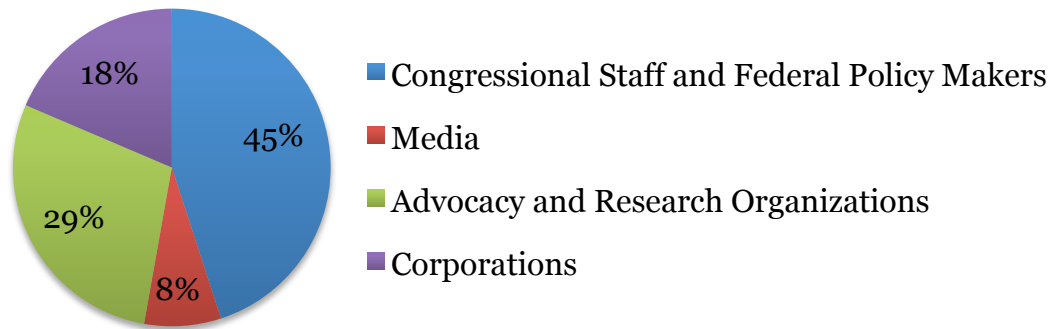 18%
45%
29%
8%
Congressional Staff and Federal Policy Makers
Media
Advocacy and Research Organizations
Corporations